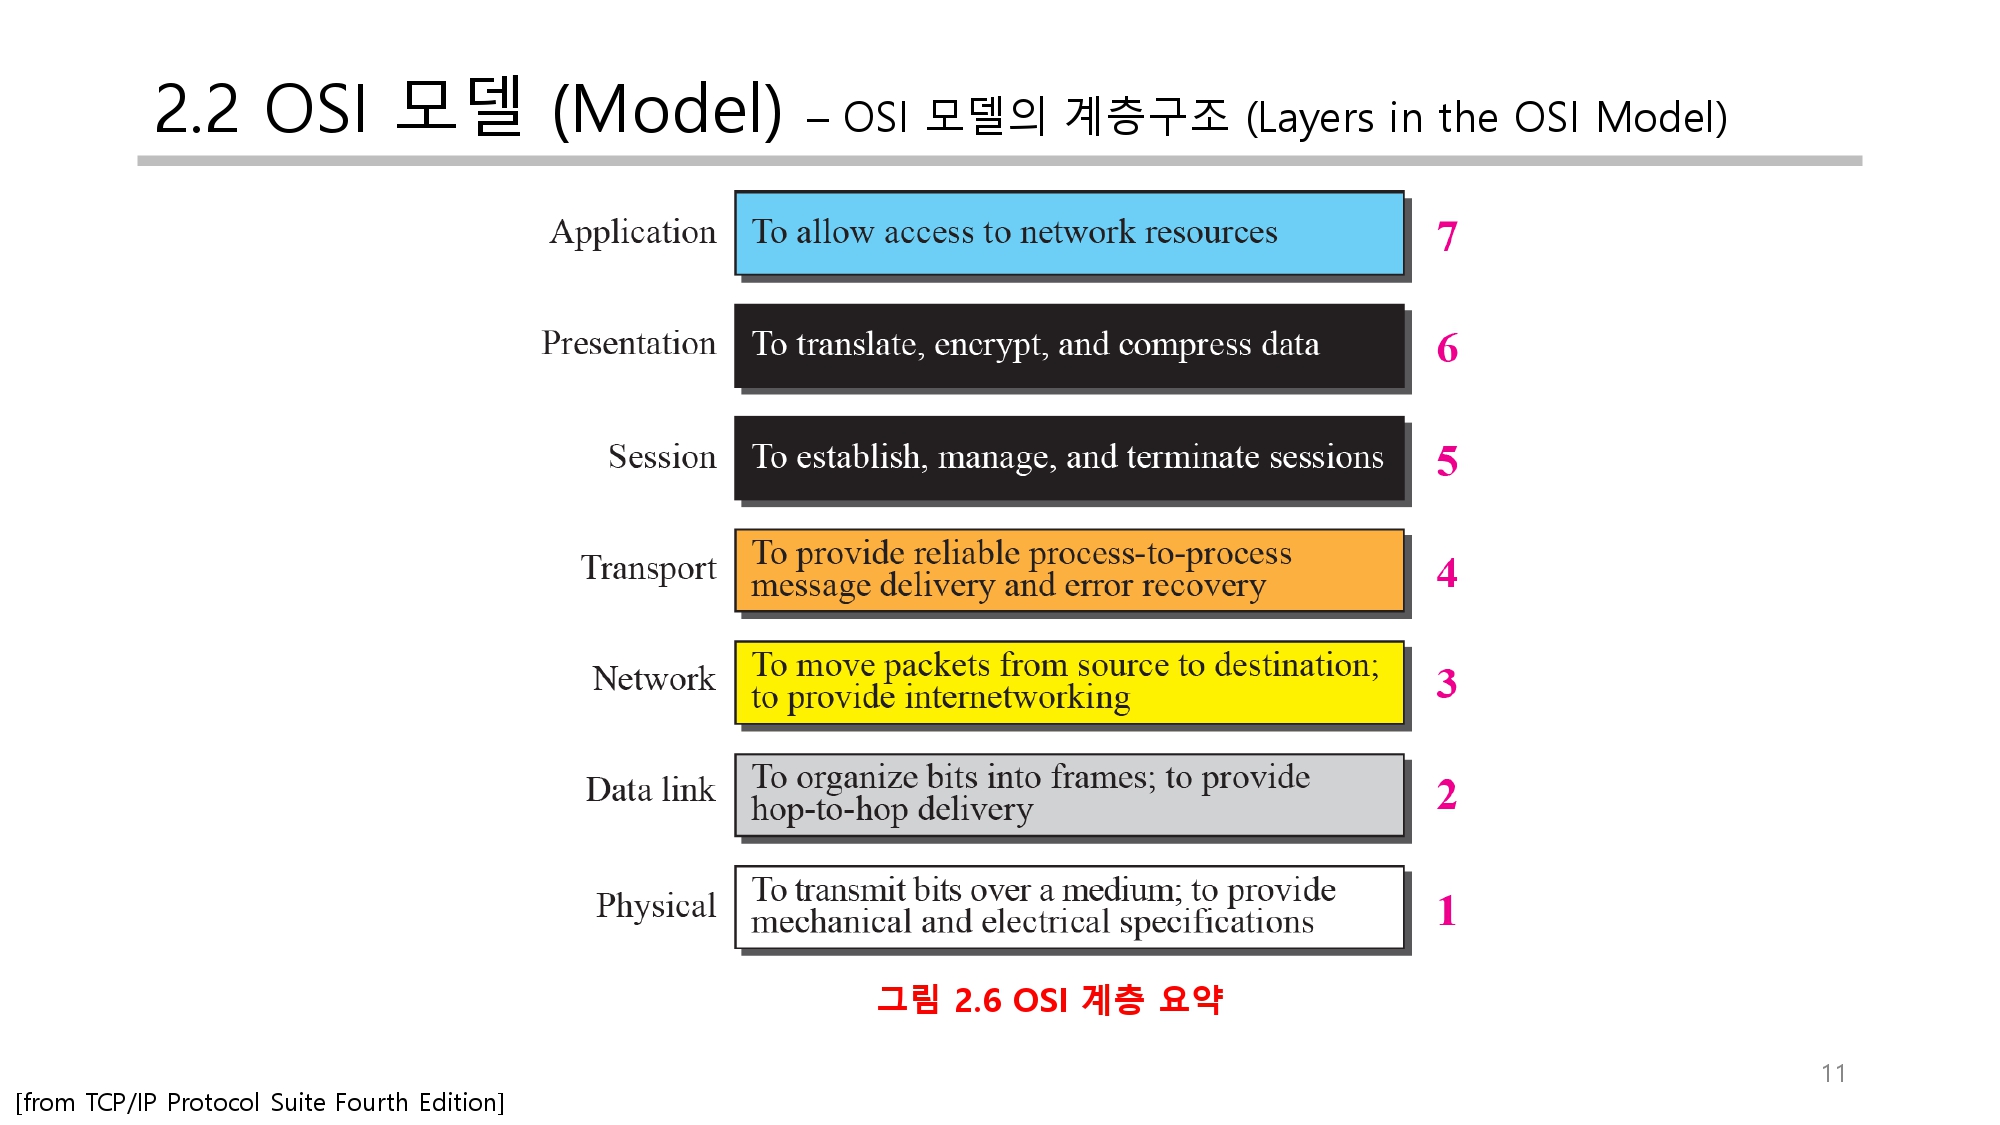 2.2 OSI 모델 (Model) – OSI 모델의 계층구조 (Layers in the OSI Model)
Application To allow access to network resources 7
Presentation To translate, encrypt, and compress data 6
Session To establish, manage, and terminate sessions 5
Transport To provide reliable process-to-process
message delivery and error recovery 4
Network To move packets from source to destination;
to provide internetworking 3
Data link To organize bits into frames; to provide
hop-to-hop delivery 2
Physical To transmit bits over a medium; to provide
mechanical and electrical specifications 1
그림 2.6 OSI 계층 요약
11
[from TCP/IP Protocol Suite Fourth Edition]